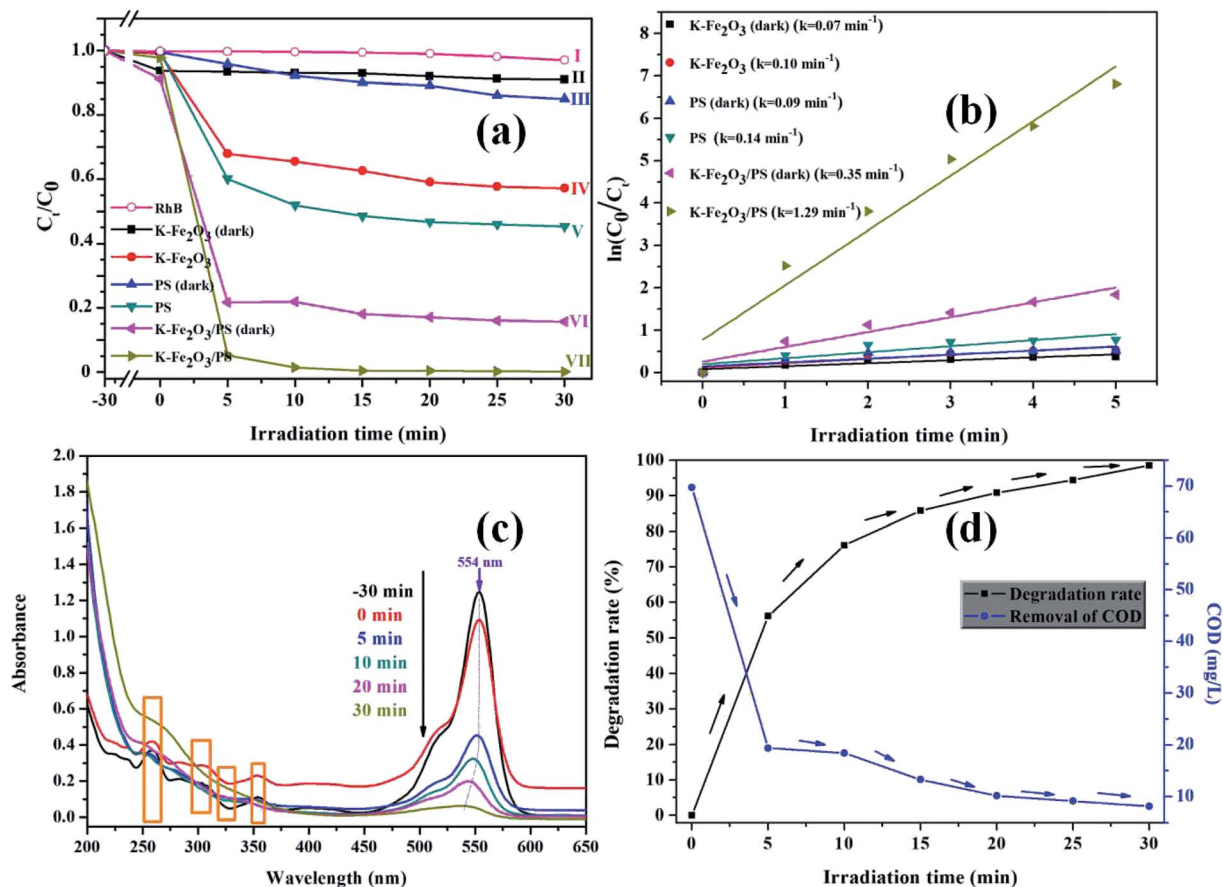 (a)
1.0
0.8
0.6
0.4
0.2
0.0
Cₜ/C₀
-30
0
5
10
15
20
25
30
Irradiation time (min)
I
II
III
IV
V
VI
VII
RhB
K-Fe₂O₃ (dark)
K-Fe₂O₃
PS (dark)
PS
K-Fe₂O₃/PS (dark)
K-Fe₂O₃/PS
(b)
8
7
6
5
4
3
2
1
0
ln(C₀/Cₜ)
0
1
2
3
4
5
Irradiation time (min)
K-Fe₂O₃ (dark) (k=0.07 min⁻¹)
K-Fe₂O₃ (k=0.10 min⁻¹)
PS (dark) (k=0.09 min⁻¹)
PS (k=0.14 min⁻¹)
K-Fe₂O₃/PS (dark) (k=0.35 min⁻¹)
K-Fe₂O₃/PS (k=1.29 min⁻¹)
(c)
2.0
1.8
1.6
1.4
1.2
1.0
0.8
0.6
0.4
0.2
0.0
Absorbance
200
250
300
350
400
450
500
550
600
650
Wavelength (nm)
554 nm
-30 min
0 min
5 min
10 min
20 min
30 min
(d)
100
90
80
70
60
50
40
30
20
10
0
Degradation rate (%)
0
5
10
15
20
25
30
Irradiation time (min)
70
60
50
40
30
20
10
COD (mg/L)
Degradation rate
Removal of COD